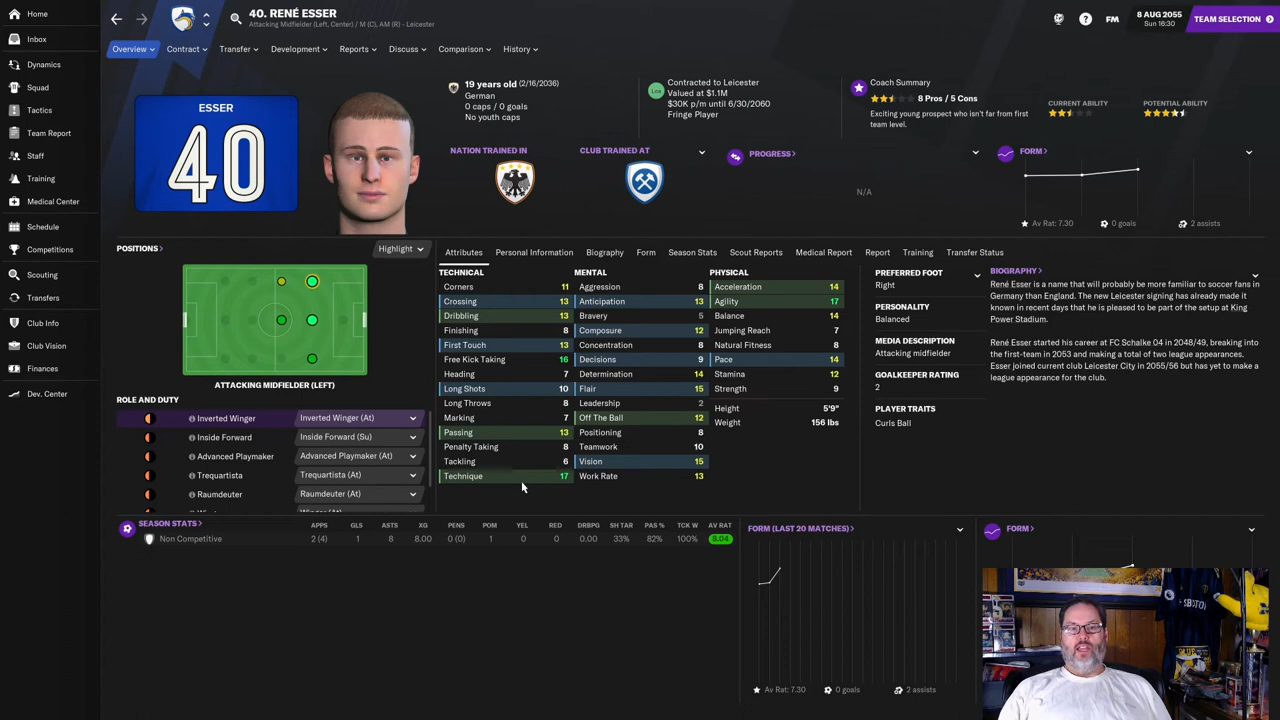 Home
Inbox
Dynamics
Squad
Tactics
Team Report
Staff
Training
Medical Center
Schedule
Competitions
Scouting
Transfers
Club Info
Club Vision
Finances
Dev. Center
40. RENÉ ESSER
Attacking Midfielder (Left, Center) / M (C), AM (R) - Leicester
FM
8 AUG 2055
Sun 16:30
TEAM SELECTION
Overview
Contract
Transfer
Development
Reports
Discuss
Comparison
History
ESSER
40
19 years old (2/16/2036)
German
0 caps / 0 goals
No youth caps
Lei
Contracted to Leicester
Valued at $1.1M
$30K p/m until 6/30/2060
Fringe Player
Coach Summary
8 Pros / 5 Cons
Exciting young prospect who isn't far from first
team level.
CURRENT ABILITY
POTENTIAL ABILITY
NATION TRAINED IN
CLUB TRAINED AT
PROGRESS>
N/A
FORM>
Av Rat: 7.30
0 goals
2 assists
POSITIONS>
Highlight
ATTACKING MIDFIELDER (LEFT)
ROLE AND DUTY
Inverted Winger Inverted Winger (At)
Inside Forward Inside Forward (Su)
Advanced Playmaker Advanced Playmaker (At)
Trequartista Trequartista (At)
Raumdeuter Raumdeuter (At)
Attributes
Personal Information
Biography
Form
Season Stats
Scout Reports
Medical Report
Report
Training
Transfer Status
TECHNICAL
Corners 11
Crossing 13
Dribbling 13
Finishing 8
First Touch 13
Free Kick Taking 16
Heading 7
Long Shots 10
Long Throws 8
Marking 7
Passing 13
Penalty Taking 8
Tackling 6
Technique 17
MENTAL
Aggression 8
Anticipation 13
Bravery 5
Composure 12
Concentration 8
Decisions 9
Determination 14
Flair 15
Leadership 2
Off The Ball 12
Positioning 8
Teamwork 10
Vision 15
Work Rate 13
PHYSICAL
Acceleration 14
Agility 17
Balance 14
Jumping Reach 7
Natural Fitness 8
Pace 14
Stamina 12
Strength 9
Height 5'9"
Weight 156 lbs
PREFERRED FOOT
Right
PERSONALITY
Balanced
MEDIA DESCRIPTION
Attacking midfielder
GOALKEEPER RATING
2
PLAYER TRAITS
Curls Ball
BIOGRAPHY>
René Esser is a name that will probably be more familiar to soccer fans in
Germany than England. The new Leicester signing has already made it
known in recent days that he is pleased to be part of the setup at King
Power Stadium.
René Esser started his career at FC Schalke 04 in 2048/49, breaking into
the first-team in 2053 and making a total of two league appearances.
Esser joined current club Leicester City in 2055/56 but has yet to make a
league appearance for the club.
SEASON STATS>
APPS GLS ASTS XG PENS POM YEL RED DRBPG SH TAR PAS % TCK W AV RAT
Non Competitive 2 (4) 1 8 8.00 0 (0) 1 0 0 0.00 33% 82% 100% 8.04
FORM (LAST 20 MATCHES)>
Av Rat: 7.30
0 goals
2 assists
FORM>